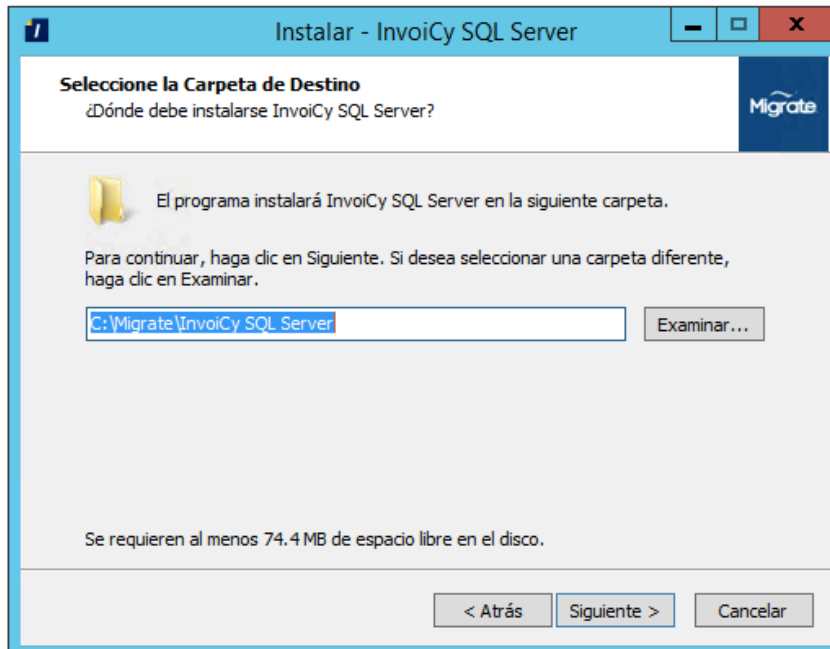 Instalar - InvoiCy SQL Server
Seleccione la Carpeta de Destino
¿Dónde debe instalarse InvoiCy SQL Server?
Migrate
El programa instalará InvoiCy SQL Server en la siguiente carpeta.
Para continuar, haga clic en Siguiente. Si desea seleccionar una carpeta diferente,
haga clic en Examinar.
C:\Migrate\InvoiCy SQL Server
Examinar...
Se requieren al menos 74.4 MB de espacio libre en el disco.
< Atrás
Siguiente >
Cancelar